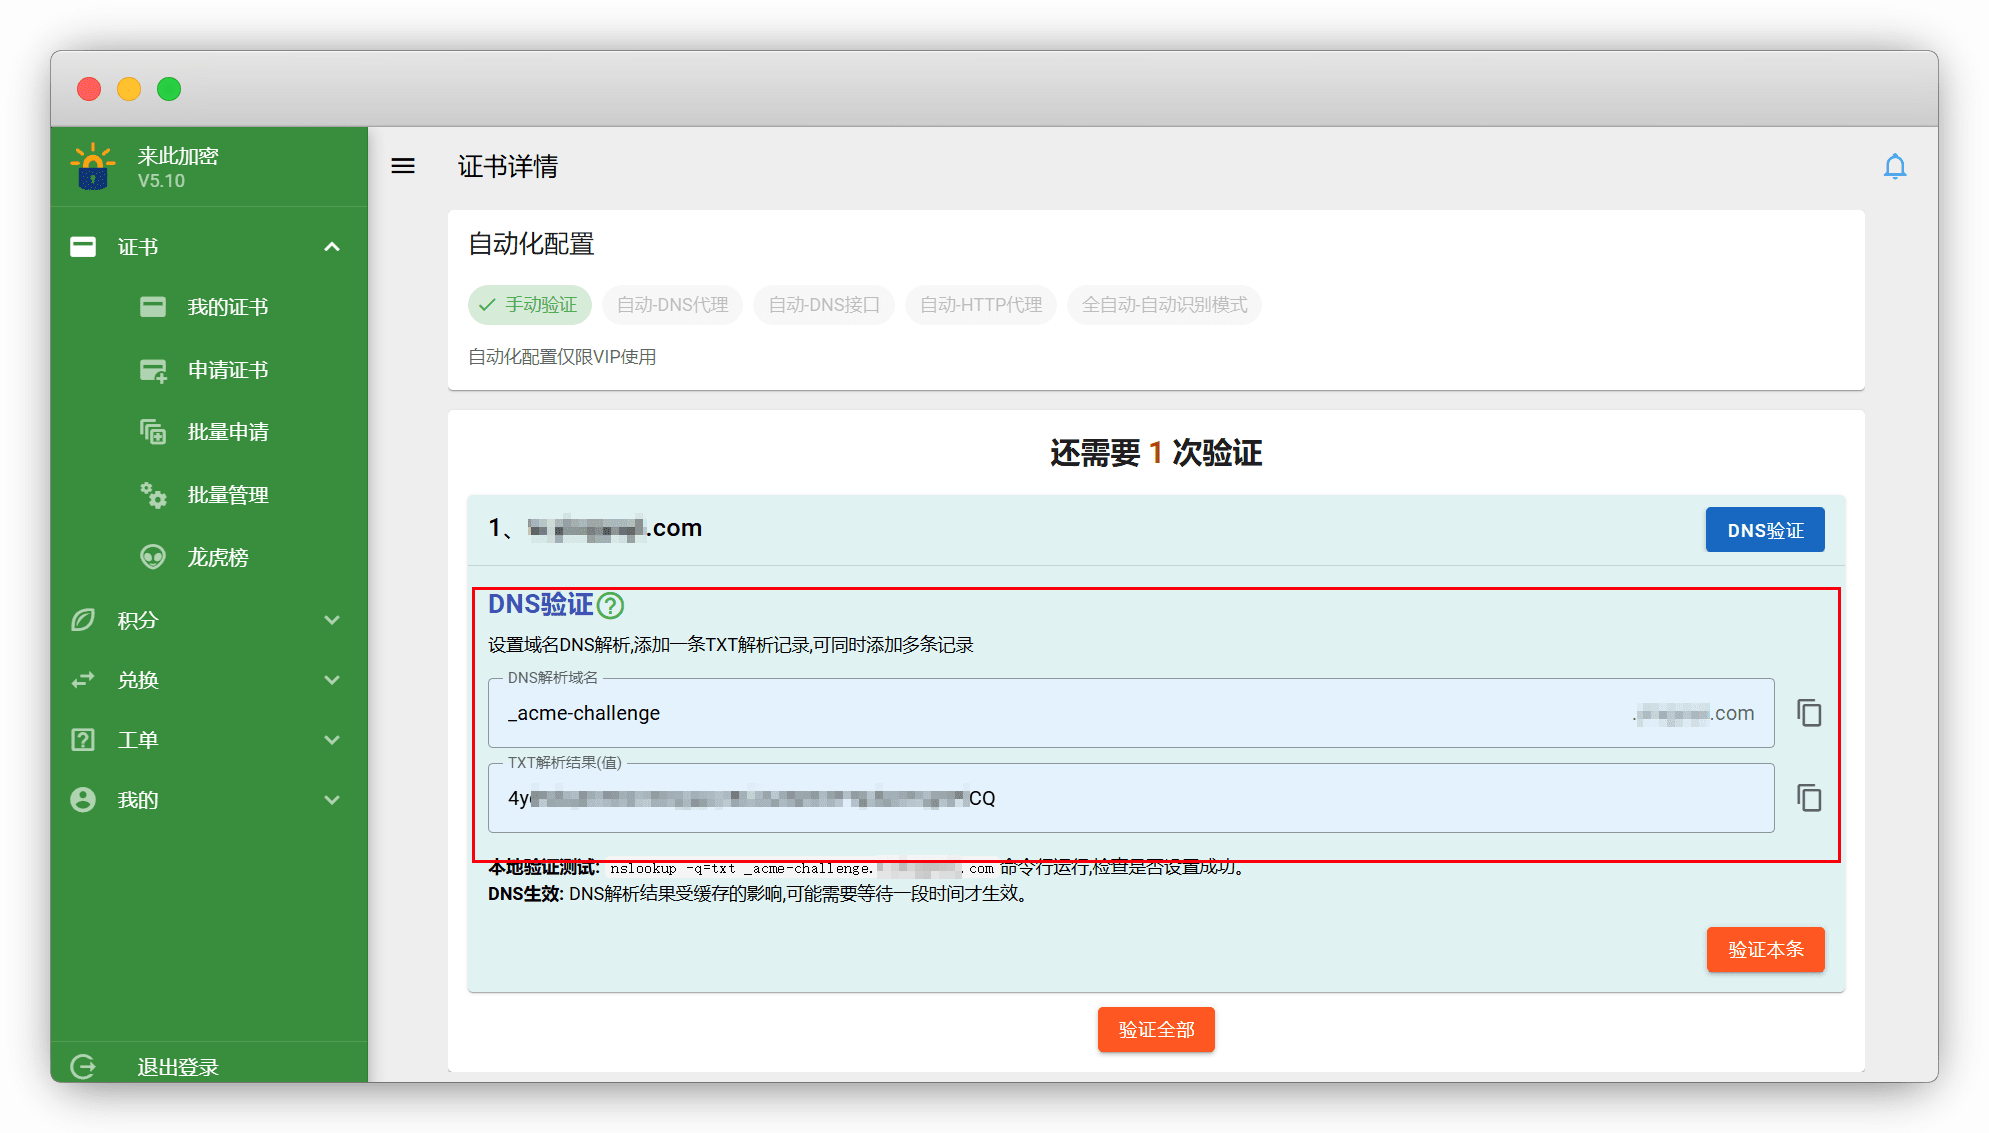 来此加密
V5.10
证书
我的证书
申请证书
批量申请
批量管理
龙虎榜
积分
兑换
工单
我的
退出登录
证书详情
自动化配置
手动验证
自动-DNS代理
自动-DNS接口
自动-HTTP代理
全自动-自动识别模式
自动化配置仅限VIP使用
还需要 1 次验证
1、 .com
DNS验证
DNS验证
设置域名DNS解析,添加一条TXT解析记录,可同时添加多条记录
DNS解析域名
_acme-challenge
. .com
TXT解析结果(值)
4y CQ
本地验证测试: nslookup -q=txt _acme-challenge. .com 命令行运行,检查是否设置成功。
DNS生效: DNS解析结果受缓存的影响,可能需要等待一段时间才生效。
验证本条
验证全部